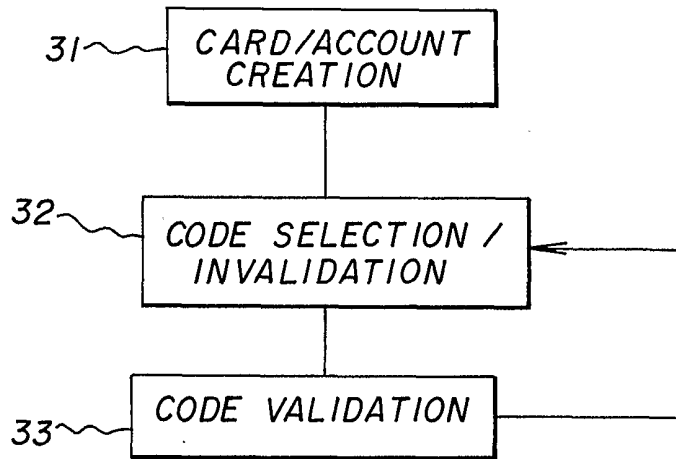 31
CARD/ACCOUNT
CREATION
32
CODE SELECTION/
INVALIDATION
CODE VALIDATION
33